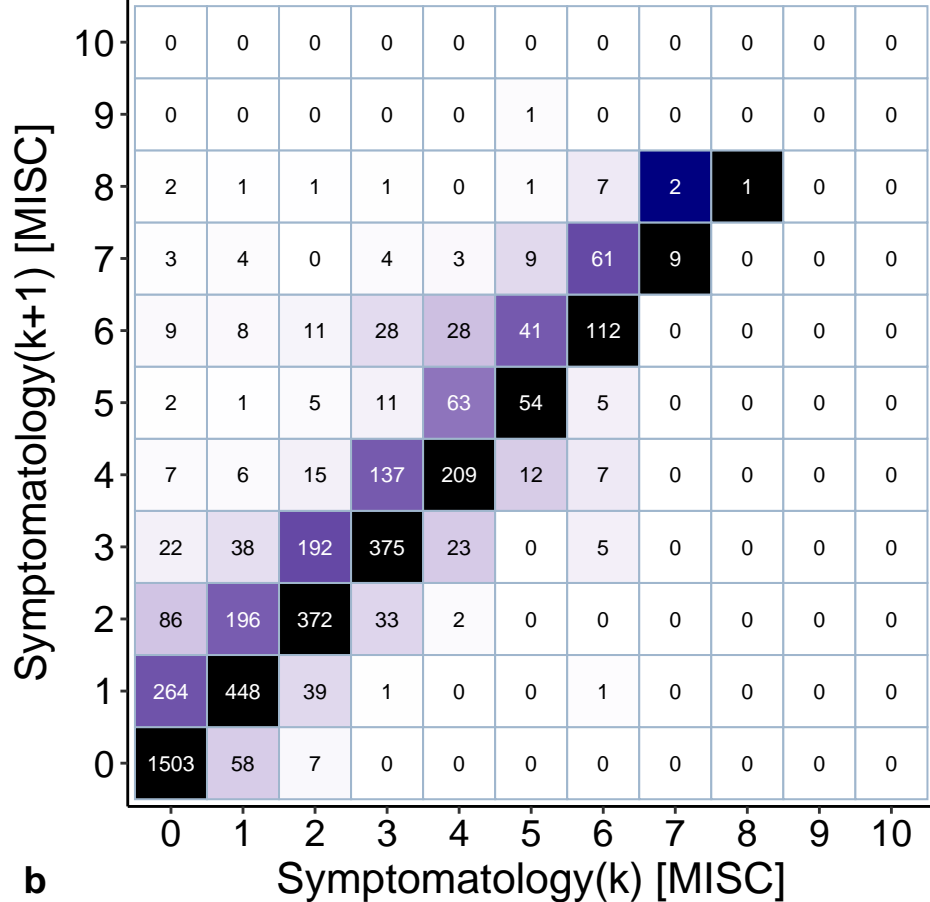 Symptomatology(k+1) [MISC]
10 0 0 0 0 0 0 0 0 0 0 0
9 0 0 0 0 0 1 0 0 0 0 0
8 2 1 1 1 0 1 7 2 1 0 0
7 3 4 0 4 3 9 61 9 0 0 0
6 9 8 11 28 28 41 112 0 0 0 0
5 2 1 5 11 63 54 5 0 0 0 0
4 7 6 15 137 209 12 7 0 0 0 0
3 22 38 192 375 23 0 5 0 0 0 0
2 86 196 372 33 2 0 0 0 0 0 0
1 264 448 39 1 0 0 1 0 0 0 0
0 1503 58 7 0 0 0 0 0 0 0 0
0 1 2 3 4 5 6 7 8 9 10
b Symptomatology(k) [MISC]